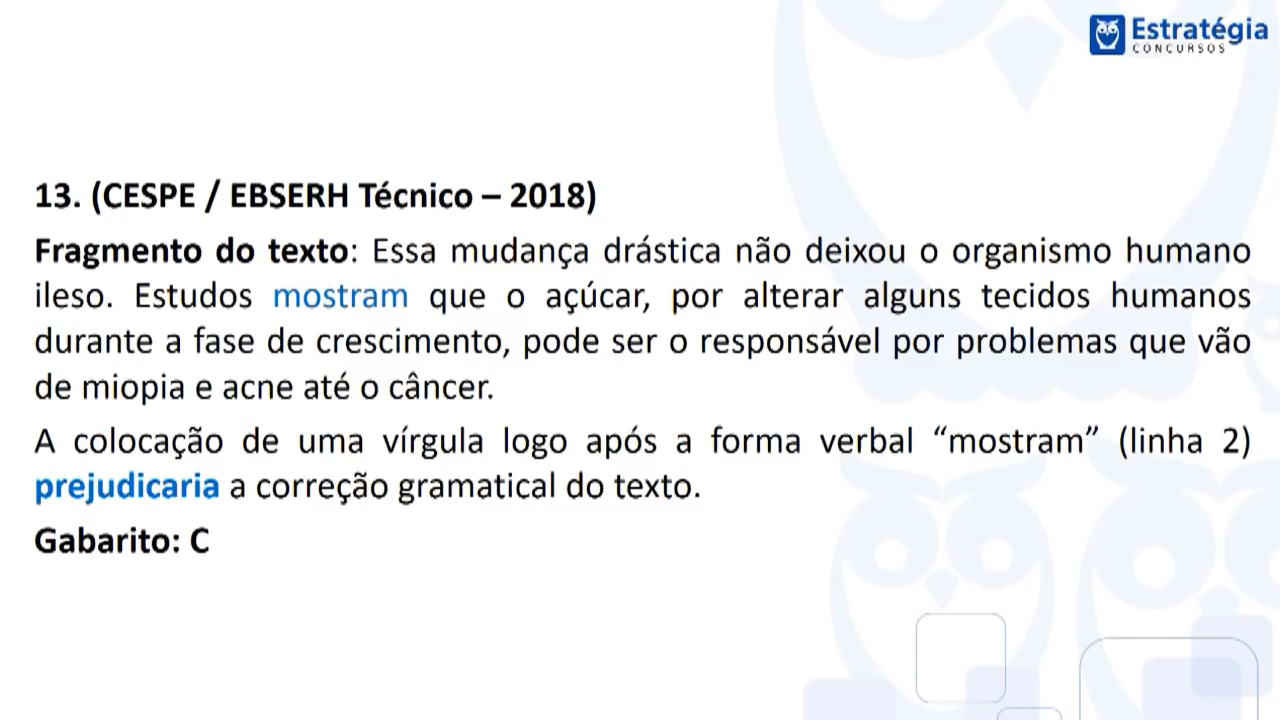 Estratégia
CONCURSOS
13. (CESPE / EBSERH Técnico – 2018)
Fragmento do texto: Essa mudança drástica não deixou o organismo humano
ileso. Estudos mostram que o açúcar, por alterar alguns tecidos humanos
durante a fase de crescimento, pode ser o responsável por problemas que vão
de miopia e acne até o câncer.
A colocação de uma vírgula logo após a forma verbal “mostram” (linha 2)
prejudicaria a correção gramatical do texto.
Gabarito: C